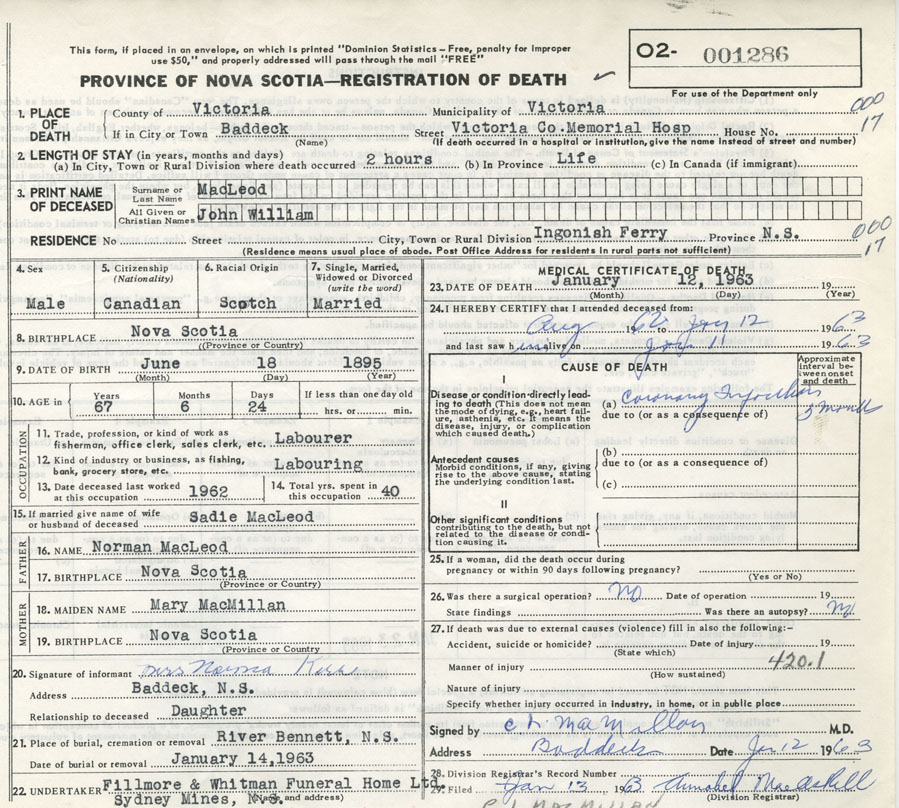 This form, if placed in an envelope, on which is printed "Dominion Statistics – Free, penalty for improper
use $50," and properly addressed will pass through the mail "FREE"
PROVINCE OF NOVA SCOTIA—REGISTRATION OF DEATH
O2- 001286
For use of the Department only
1. PLACE OF DEATH
County of Victoria Municipality of Victoria
000
17
If in City or Town Baddeck Street Victoria Co.Memorial Hosp House No.
(Name) (If death occurred in a hospital or institution, give the name instead of street and number)
2. LENGTH OF STAY (in years, months and days)
(a) In City, Town or Rural Division where death occurred 2 hours (b) In Province Life (c) In Canada (if immigrant)
3. PRINT NAME OF DECEASED
Surname or Last Name MacLeod
All Given or Christian Names John William
RESIDENCE No Street City, Town or Rural Division Ingonish Ferry Province N.S.
000
17
(Residence means usual place of abode. Post Office Address for residents in rural parts not sufficient)
4. Sex
Male
5. Citizenship (Nationality)
Canadian
6. Racial Origin
Scotch
7. Single, Married, Widowed or Divorced (write the word)
Married
8. BIRTHPLACE Nova Scotia
((Province or Country)
9. DATE OF BIRTH June 18 1895
(Month) (Day) (Year)
10. AGE in
Years 67
Months 6
Days 24
If less than one day old
hrs. or min.
OCCUPATION
11. Trade, profession, or kind of work as
fisherman, office clerk, sales clerk, etc. Labourer
12. Kind of industry or business, as fishing,
bank, grocery store, etc. Labouring
13. Date deceased last worked
at this occupation 1962
14. Total yrs. spent in
this occupation 40
15. If married give name of wife
or husband of deceased Sadie MacLeod
FATHER
16. NAME Norman MacLeod
17. BIRTHPLACE Nova Scotia
(Province or Country)
MOTHER
18. MAIDEN NAME Mary MacMillan
19. BIRTHPLACE Nova Scotia
(Province or Country
20. Signature of informant Mrs Norma
Address Baddeck, N.S.
Relationship to deceased Daughter
21. Place of burial, cremation or removal River Bennett, N.S.
Date of burial or removal January 14,1963
22. UNDERTAKER Fillmore & Whitman Funeral Home Ltd.
Sydney Mines, N.S. (Name and address)
MEDICAL CERTIFICATE OF DEATH
23. DATE OF DEATH January 12, 1963 19
(Month) (Day) (Year)
24. I HEREBY CERTIFY that I attended deceased from:
Aug 1962 to Jan 12 1963
and last saw h im alive on Jan 11 1963
CAUSE OF DEATH
Approximate interval between onset and death
I
Disease or condition directly leading to death (This does not mean
the mode of dying, e.g., heart failure, asthenia, etc. It means the
disease, injury, or complication
which caused death.)
(a) Coronary Infarction
due to (or as a consequence of)
5 months
Antecedent causes
Morbid conditions, if any, giving
rise to the above cause, stating
the underlying condition last.
(b)
due to (or as a consequence of)
(c)
II
Other significant conditions
contributing to the death, but not
related to the disease or condition causing it.
25. If a woman, did the death occur during
pregnancy or within 90 days following pregnancy?
(Yes or No)
26. Was there a surgical operation? No Date of operation 19
State findings Was there an autopsy? No
27. If death was due to external causes (violence) fill in also the following:–
Accident, suicide or homicide? Date of Injury 19
(State which)
Manner of injury 420.1
(How sustained)
Nature of injury
Specify whether injury occurred in industry, in home, or in public place
Signed by C L MacMillan M.D.
Address Baddeck Date Jan 12 1963
28. Division Registrar's Record Number
29. Filed Jan 13 1963 Annabel MacAskill
(Division Registrar)
C L MACMILLAN